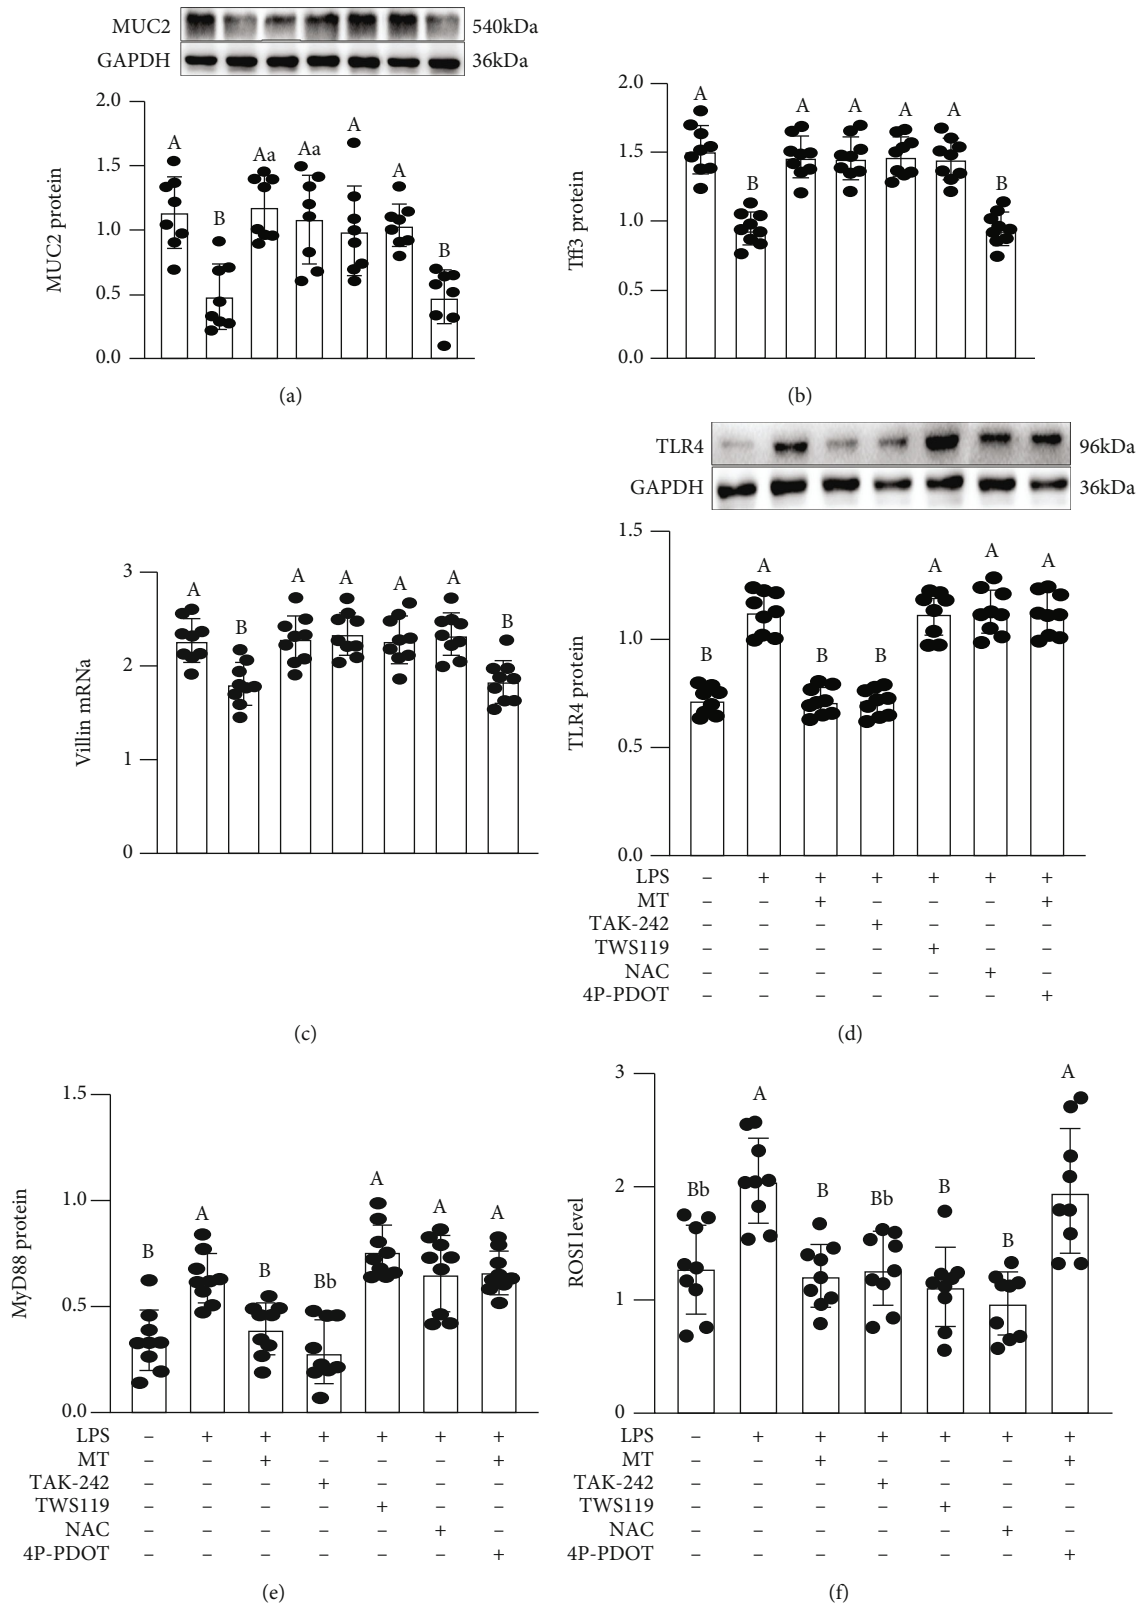 MUC2 540kDa
GAPDH 36kDa
2.0
1.5
1.0
0.5
0.0
MUC2 protein
A B Aa Aa A A B
(a)
2.0
1.5
1.0
0.5
0.0
Tff3 protein
A B A A A A B
(b)
3
2
1
0
Villin mRNa
A B A A A A B
(c)
TLR4 96kDa
GAPDH 36kDa
1.5
1.0
0.5
0.0
TLR4 protein
B A B B A A A
LPS – + + + + + +
MT – – + – – – +
TAK-242 – – – + – – –
TWS119 – – – – + – –
NAC – – – – – + –
4P-PDOT – – – – – – +
(d)
1.5
1.0
0.5
0.0
MyD88 protein
B A B Bb A A A
LPS – + + + + + +
MT – – + – – – +
TAK-242 – – – + – – –
TWS119 – – – – + – –
NAC – – – – – + –
4P-PDOT – – – – – – +
(e)
3
2
1
0
ROSI level
Bb A B Bb B B A
LPS – + + + + + +
MT – – + – – – +
TAK-242 – – – + – – –
TWS119 – – – – + – –
NAC – – – – – + –
4P-PDOT – – – – – – +
(f)